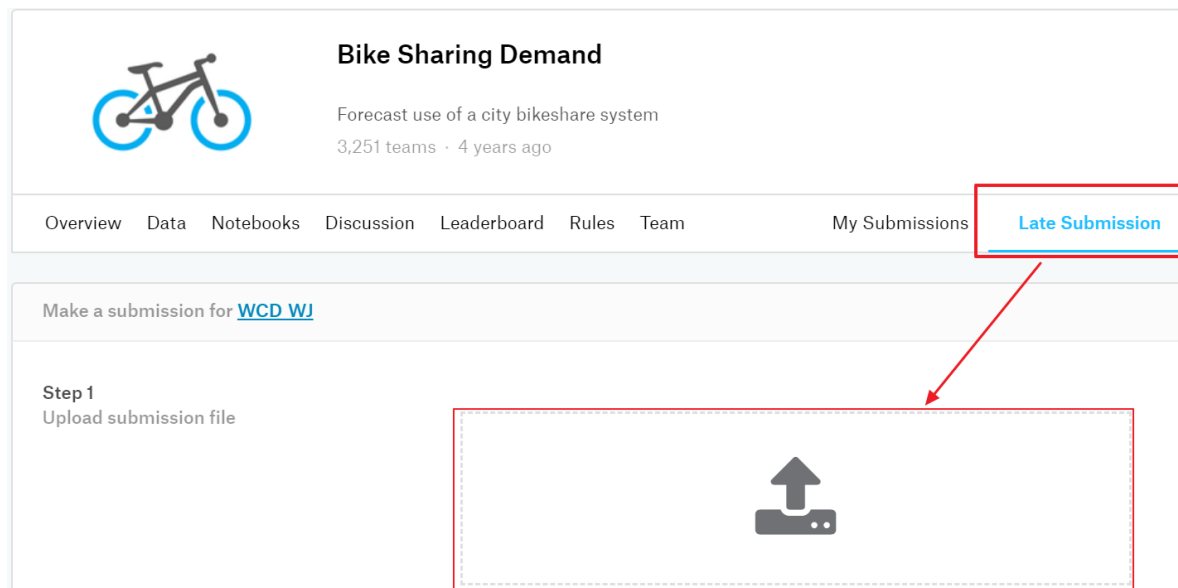 Bike Sharing Demand
Forecast use of a city bikeshare system
3,251 teams · 4 years ago
Overview Data Notebooks Discussion Leaderboard Rules Team My Submissions Late Submission
Make a submission for WCD WJ
Step 1
Upload submission file